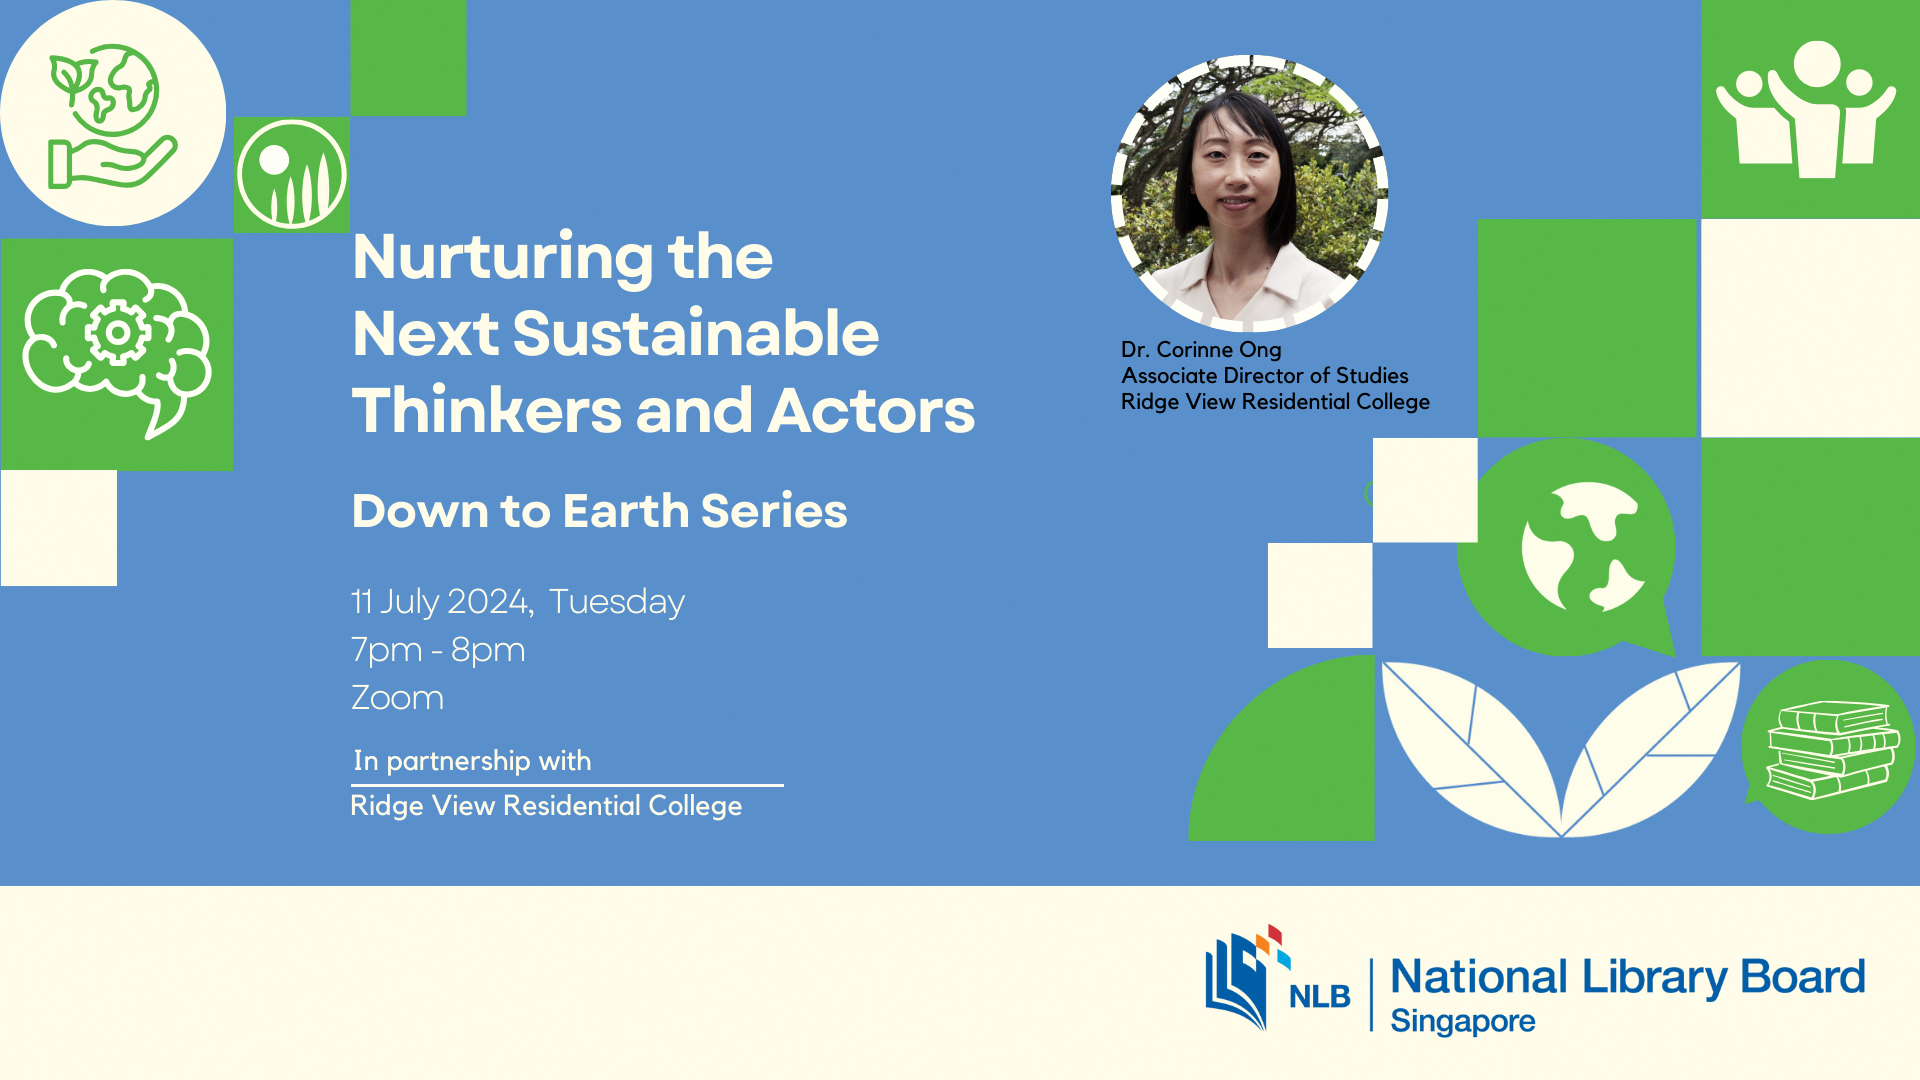 Nurturing the
Next Sustainable
Thinkers and Actors
Down to Earth Series
11 July 2024, Tuesday
7pm - 8pm
Zoom
In partnership with
Ridge View Residential College
Dr. Corinne Ong
Associate Director of Studies
Ridge View Residential College
NLB
National Library Board
Singapore